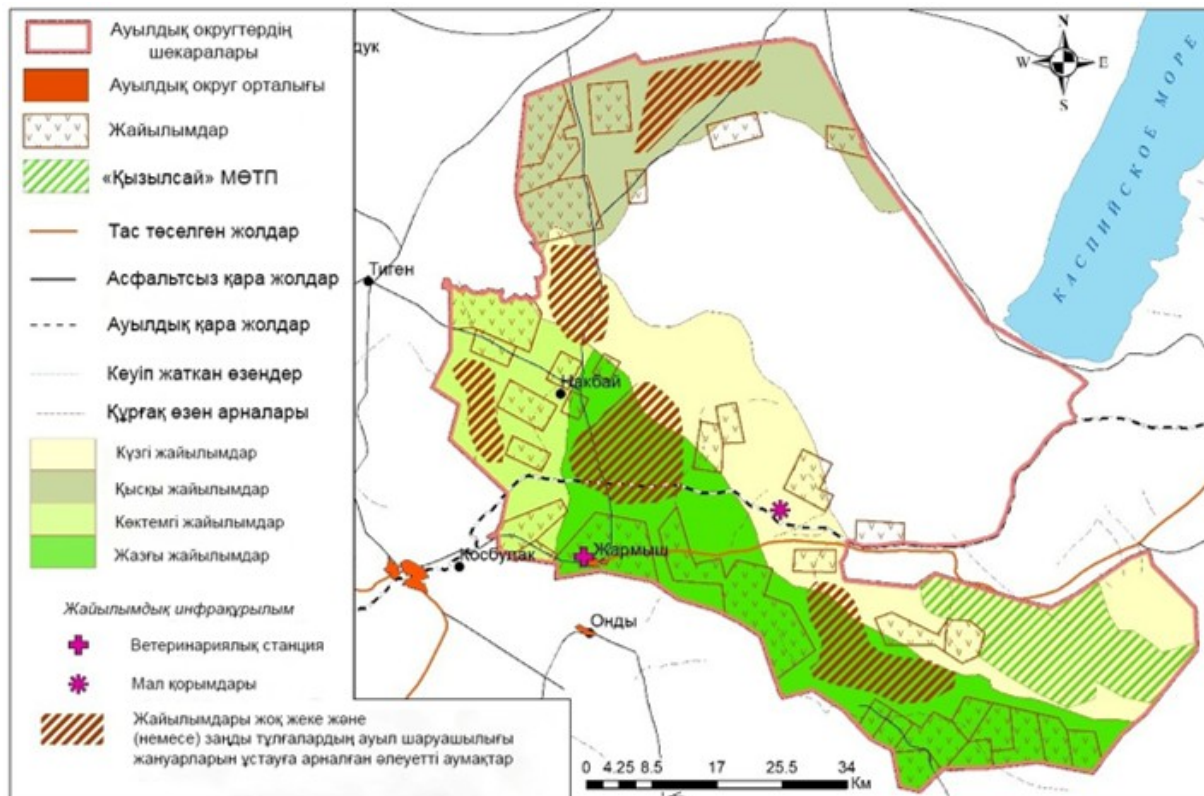 Ауылдық округтердің
шекаралары
Ауылдық округ орталығы
Жайылымдар
«Қызылсай» МӨТП
Тас төселген жолдар
Асфальтсыз қара жолдар
Ауылдық қара жолдар
Кеуіп жаткан өзендер
Құрғақ өзен арналары
Күзгі жайылымдар
Қысқы жайылымдар
Көктемгі жайылымдар
Жазғы жайылымдар
Жайылымдық инфрақұрылым
Ветеринариялық станция
Мал қорымдары
Жайылымдары жоқ жеке және
(немесе) заңды тұлғалардың ауыл шаруашылығы
жануарларын ұстауға арналған әлеуетті аумақтар
дук
N
W E
S
КАСПИЙСКОЕ МОРЕ
Тиген
Накбай
Косбулак
Жармыш
Онды
0 4.25 8.5 17 25.5 34
Км